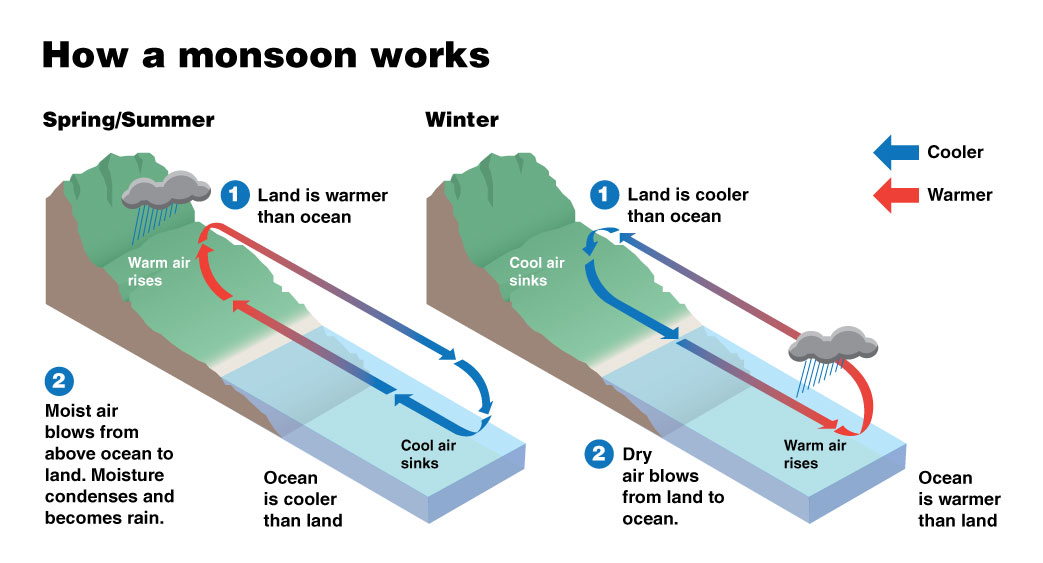 How a monsoon works
Spring/Summer
1
Land is warmer
than ocean
Warm air
rises
2
Moist air
blows from
above ocean to
land. Moisture
condenses and
becomes rain.
Cool air
sinks
Ocean
is cooler
than land
Winter
1
Land is cooler
than ocean
Cool air
sinks
2
Dry
air blows
from land to
ocean.
Warm air
rises
Ocean
is warmer
than land
Cooler
Warmer